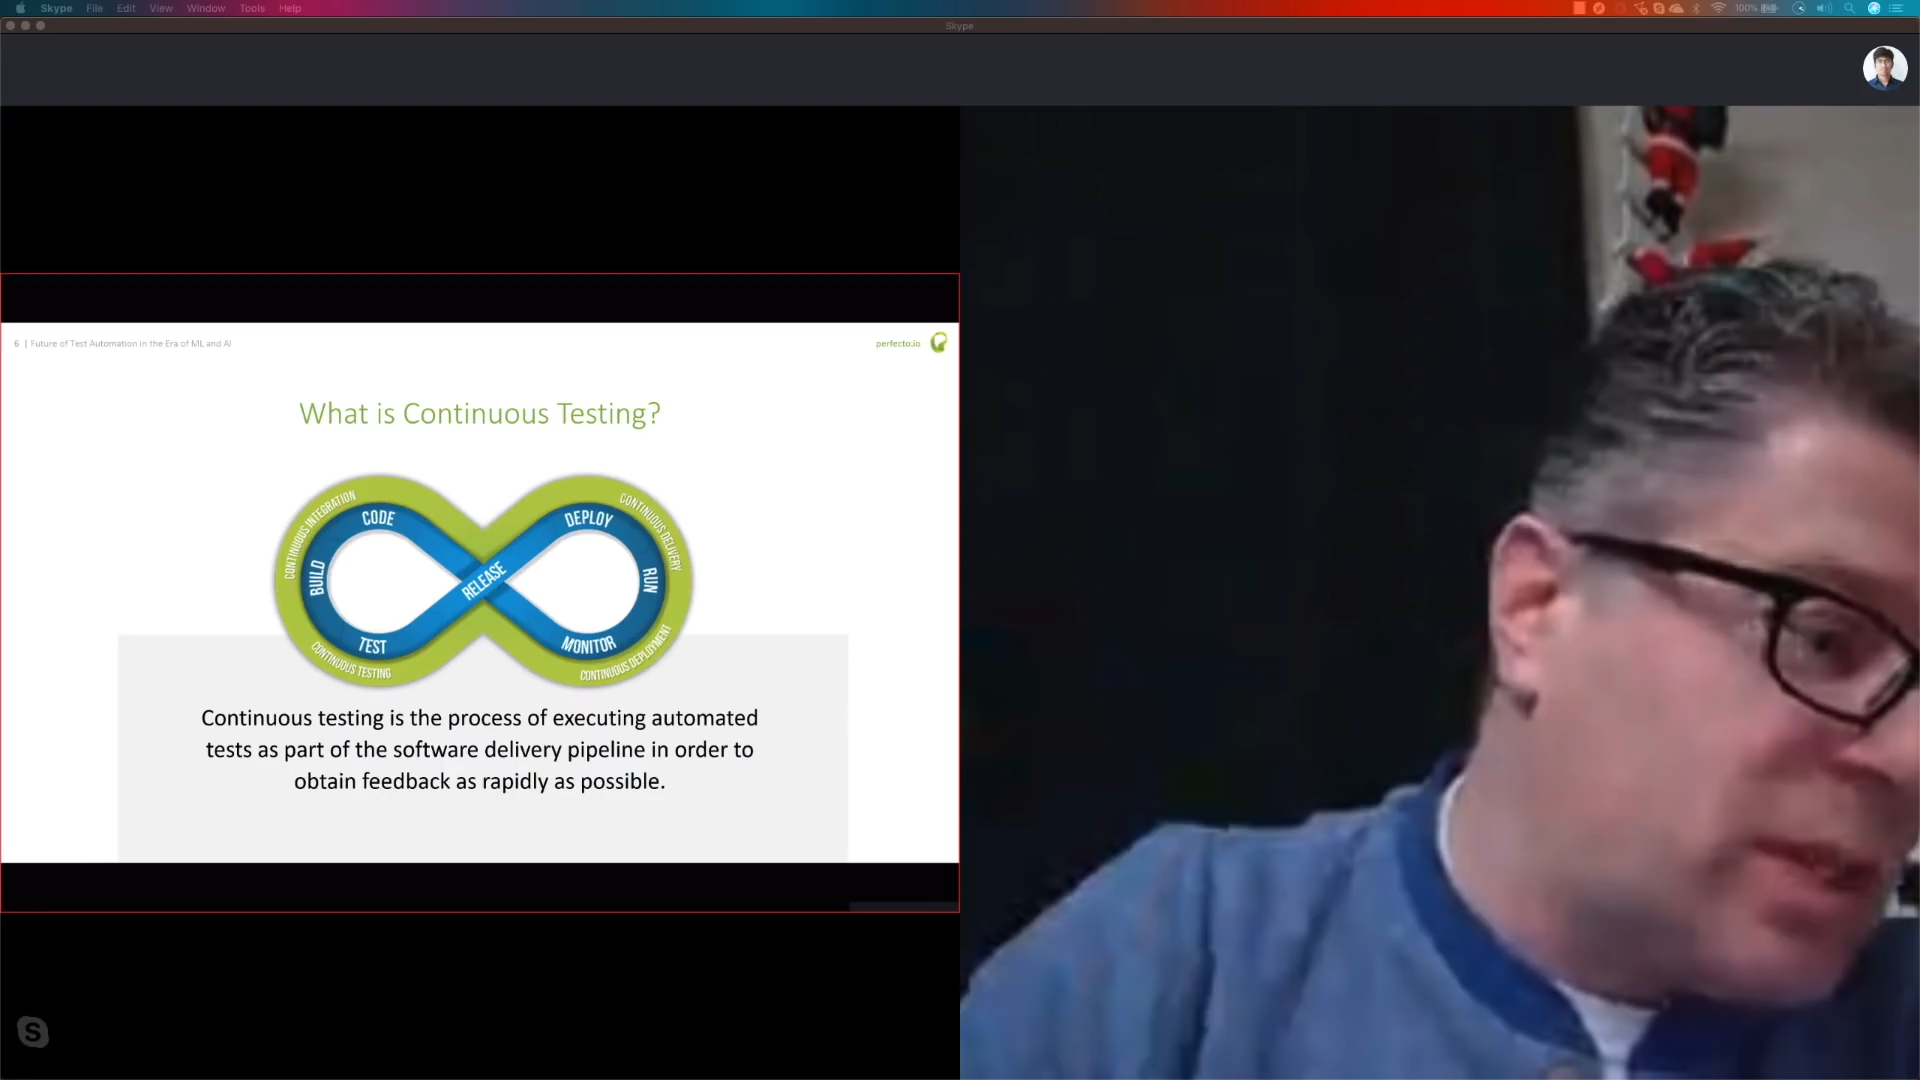 Skype File Edit View Window Tools Help
100%
Skype
6 | Future of Test Automation in the Era of ML and AI
perfecto.io
What is Continuous Testing?
CONTINUOUS INTEGRATION
CODE
BUILD
TEST
CONTINUOUS TESTING
RELEASE
DEPLOY
CONTINUOUS DELIVERY
RUN
MONITOR
CONTINUOUS DEPLOYMENT
Continuous testing is the process of executing automated
tests as part of the software delivery pipeline in order to
obtain feedback as rapidly as possible.
S